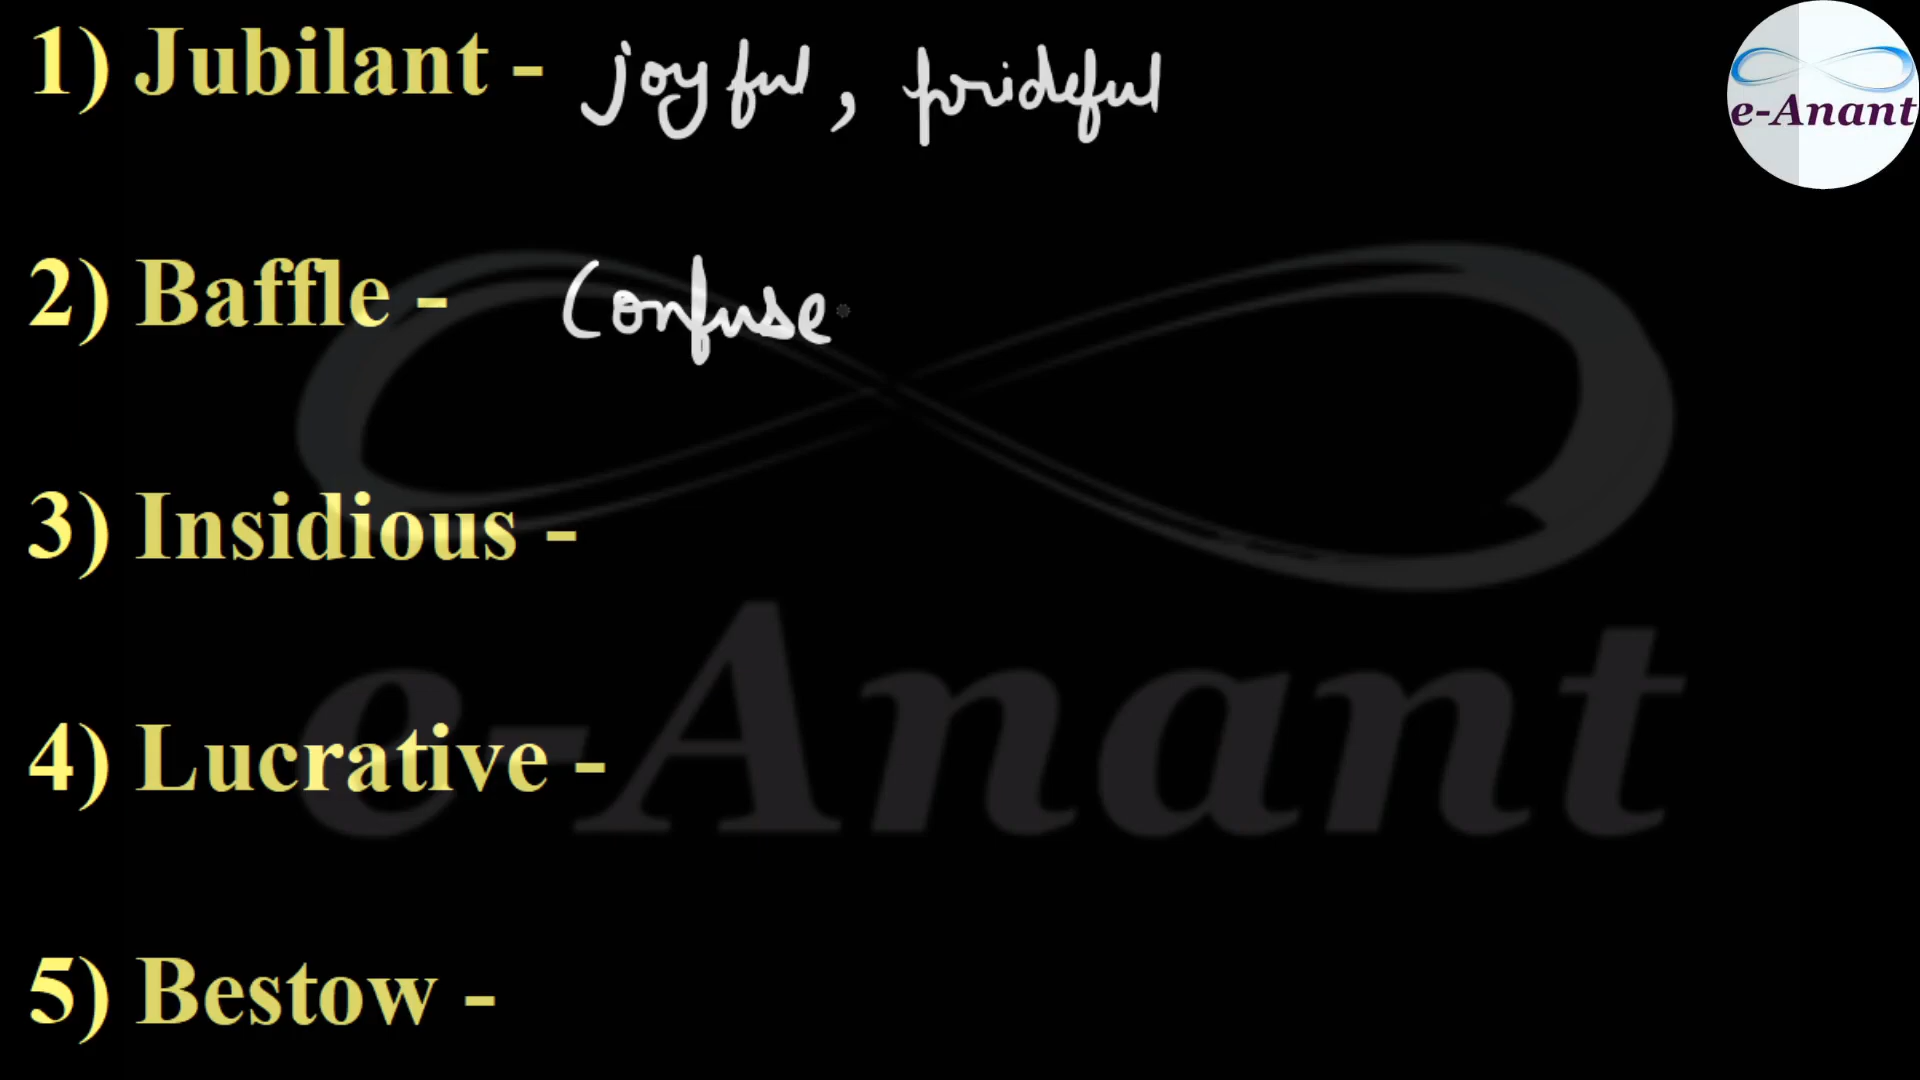 1) Jubilant - joyful, prideful
e-Anant
2) Baffle - Confuse
3) Insidious -
4) Lucrative -
e-Anant
5) Bestow -